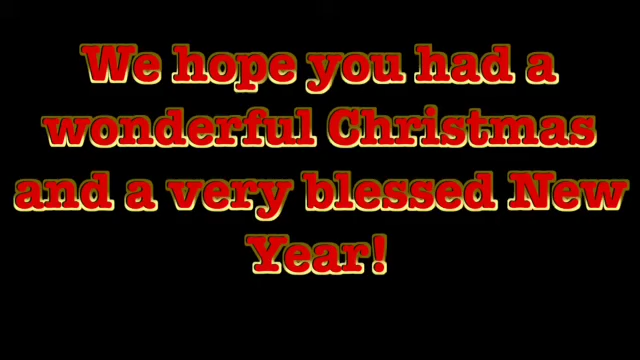 We hope you had a
wonderful Christmas
and a very blessed New
Year!